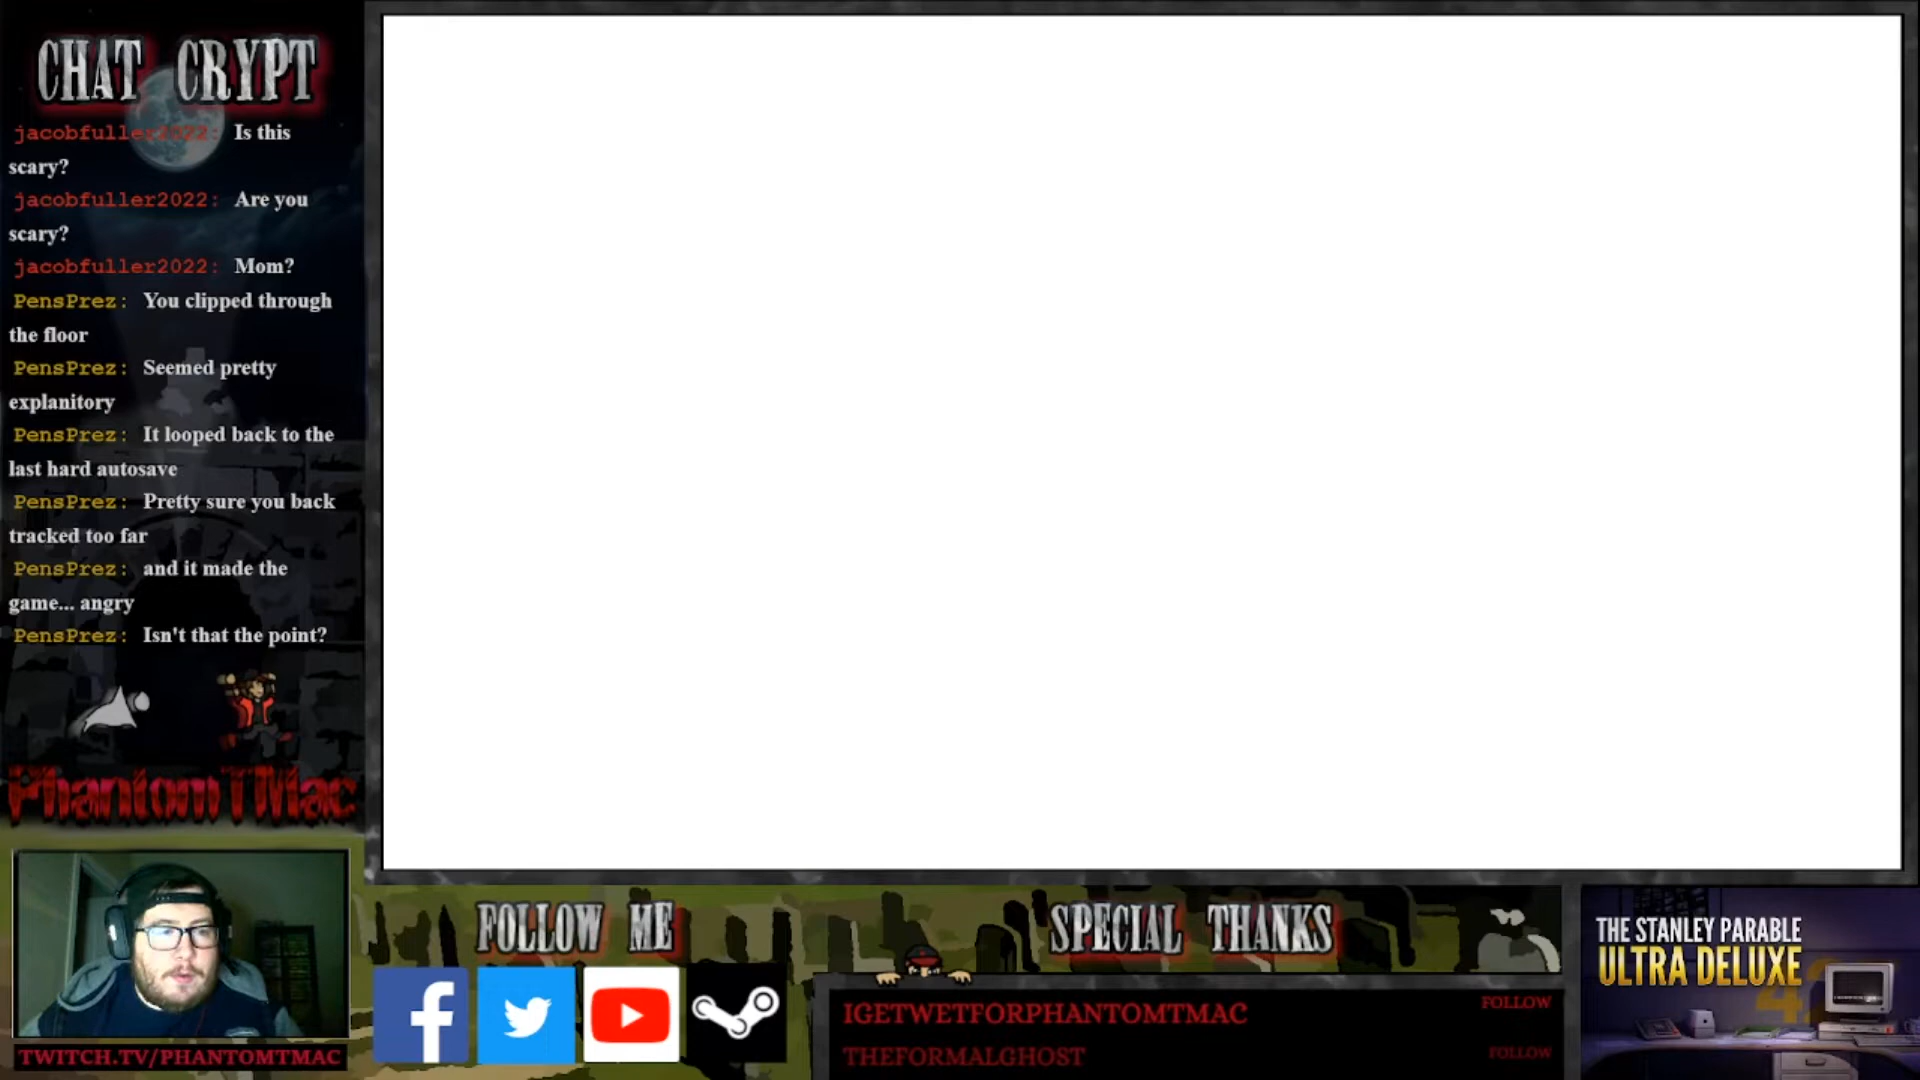 CHAT CRYPT
jacobfuller2022: Is this
scary?
jacobfuller2022: Are you
scary?
jacobfuller2022: Mom?
PensPrez: You clipped through
the floor
PensPrez: Seemed pretty
explanitory
PensPrez: It looped back to the
last hard autosave
PensPrez: Pretty sure you back
tracked too far
PensPrez: and it made the
game... angry
PensPrez: Isn't that the point?
PhantomTMac
TWITCH.TV/PHANTOMTMAC
FOLLOW ME
SPECIAL THANKS
IGETWETFORPHANTOMTMAC FOLLOW
THEFORMALGHOST FOLLOW
THE STANLEY PARABLE
ULTRA DELUXE